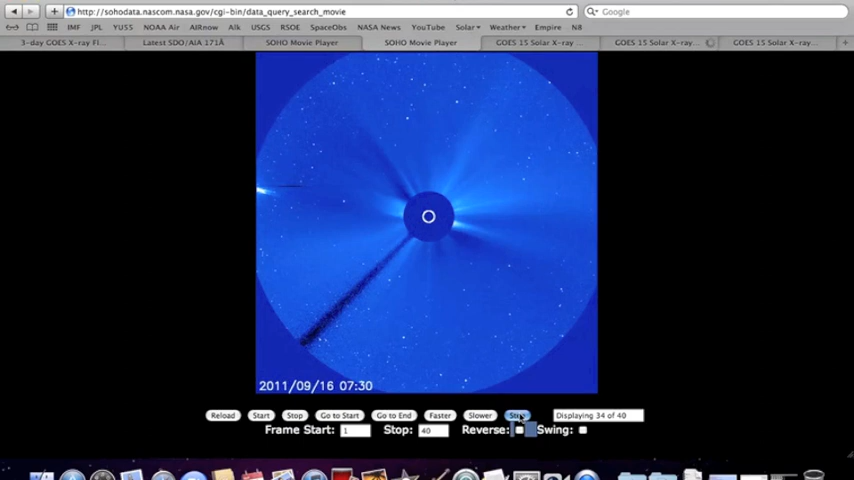 http://sohodata.nascom.nasa.gov/cgi-bin/data_query_search_movie
Google
IMF JPL YUSS NOAA Air AIRnow Alk USGS RSOE SpaceObs NASA News YouTube Solar Weather Empire NSN N8
3-day GOES X-ray Fl... Latest SDO/AIA 171Å SOHO Movie Player SOHO Movie Player GOES 15 Solar X-ray ... GOES 15 Solar X-ray... GOES 15 Solar X-ray...
2011/09/16 07:30
Reload Start Stop Go to Start Go to End Faster Slower Step Displaying 34 of 40
Frame Start: 1 Stop: 40 Reverse: Swing: